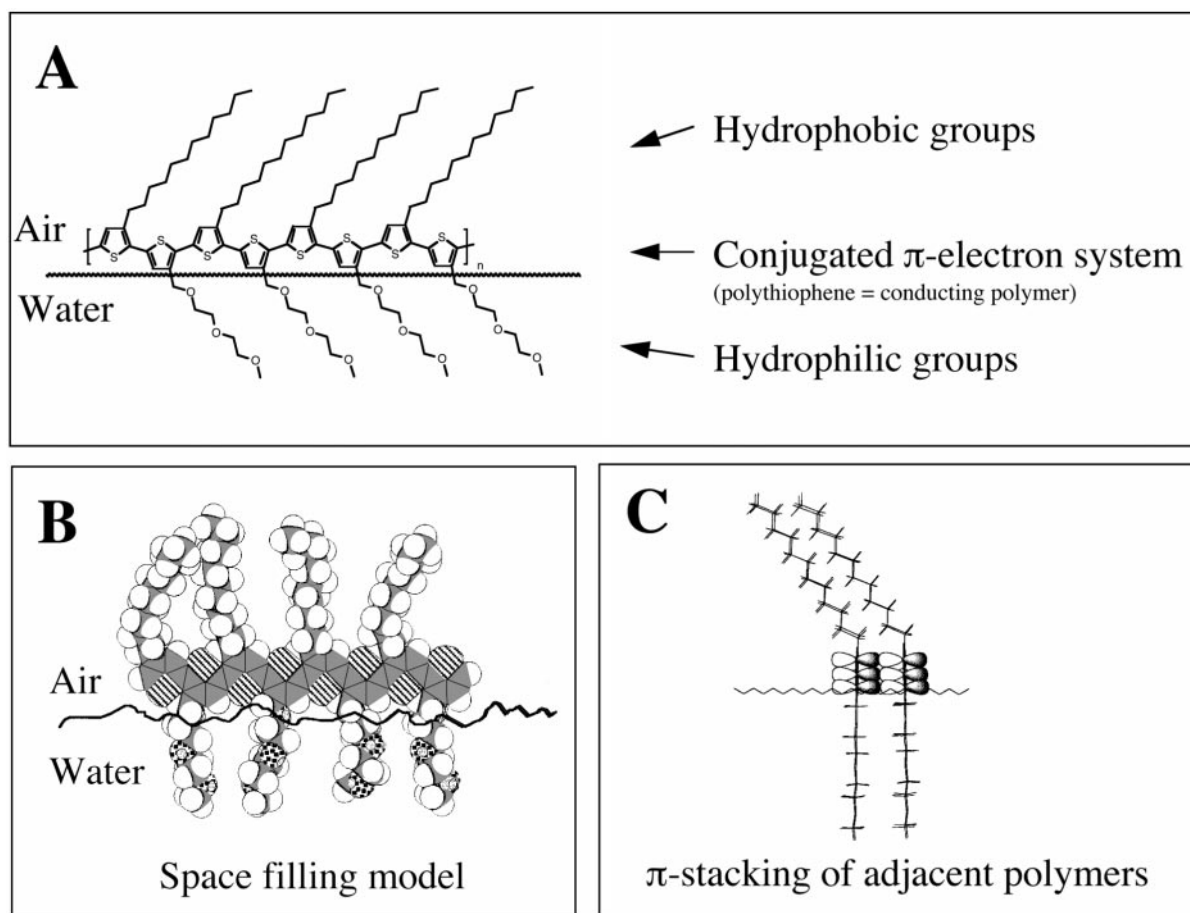 A
Hydrophobic groups
Air
S S S S S S S S
n
Conjugated π-electron system
(polythiophene = conducting polymer)
Water
O O O O
O O O O
O O O O
Hydrophilic groups
B
Air
Water
Space filling model
C
π-stacking of adjacent polymers